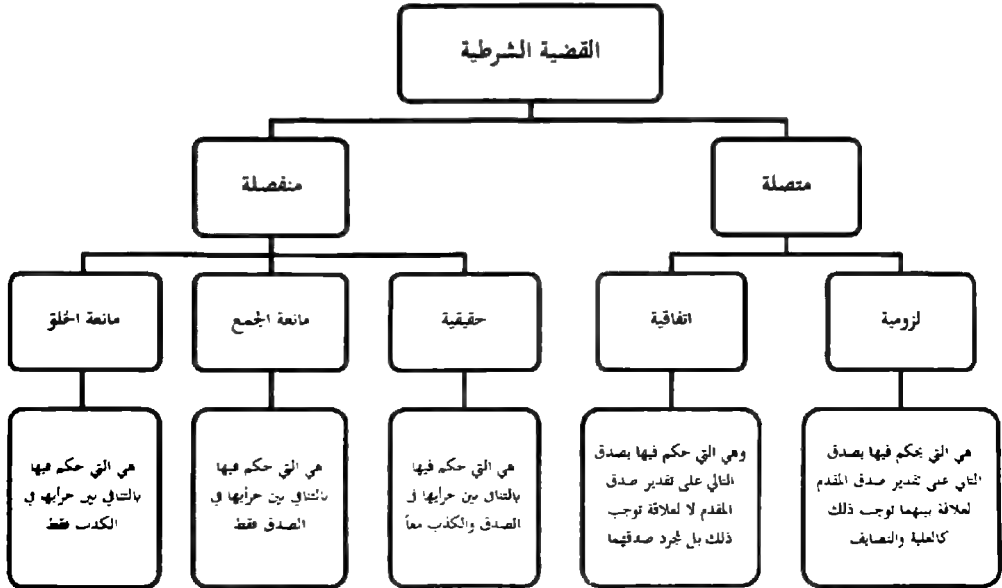 القضية الشرطية
متصلة
منفصلة
لزومية
اتفاقية
حقيقية
مانعة الجمع
مانعة الخلق
هي التي يحكم فيها بصدق
التالي على تقدير صدق المقدم
لعلاقة بينهما توجب ذلك
كالعلية والتضايف
وهي التي حكم فيها بصدق
التالي على تقدير صدق
المقدم لا لعلاقة توجب
ذلك بل لمجرد صدقهما
هي التي حكم فيها
بالتنافي بين جزأيها في
الصدق والكذب معاً
هي التي حكم فيها
بالتنافي بين جزأيها في
الصدق فقط
هي التي حكم فيها
بالتنافي بين جزأيها في
الكذب فقط